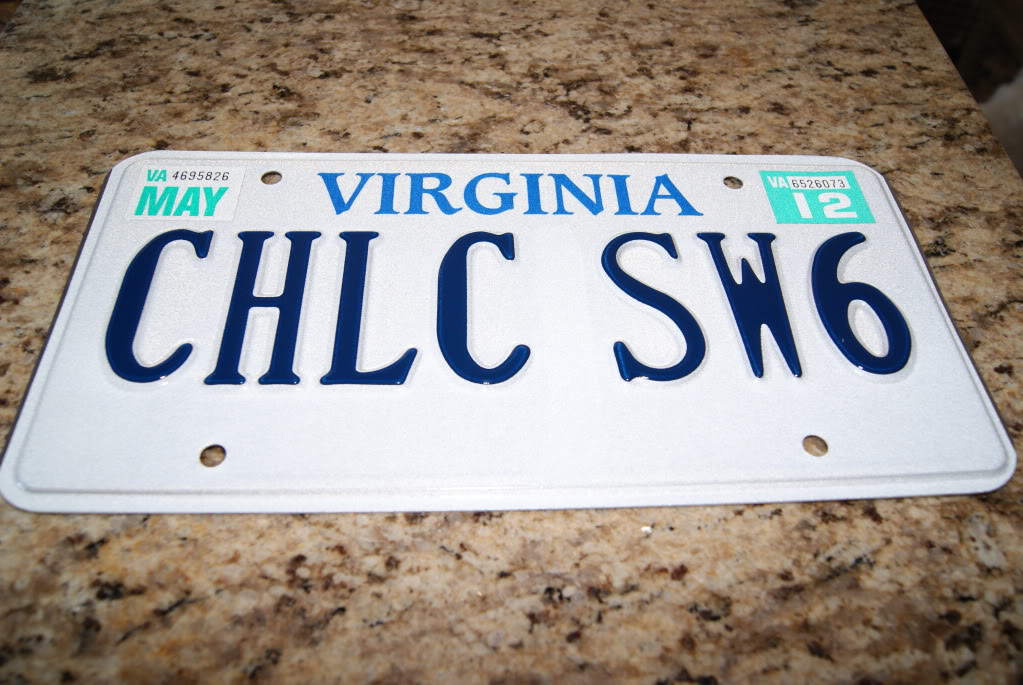 VA 4695826
MAY
VIRGINIA
VA 6526073
12
CHLC SW6